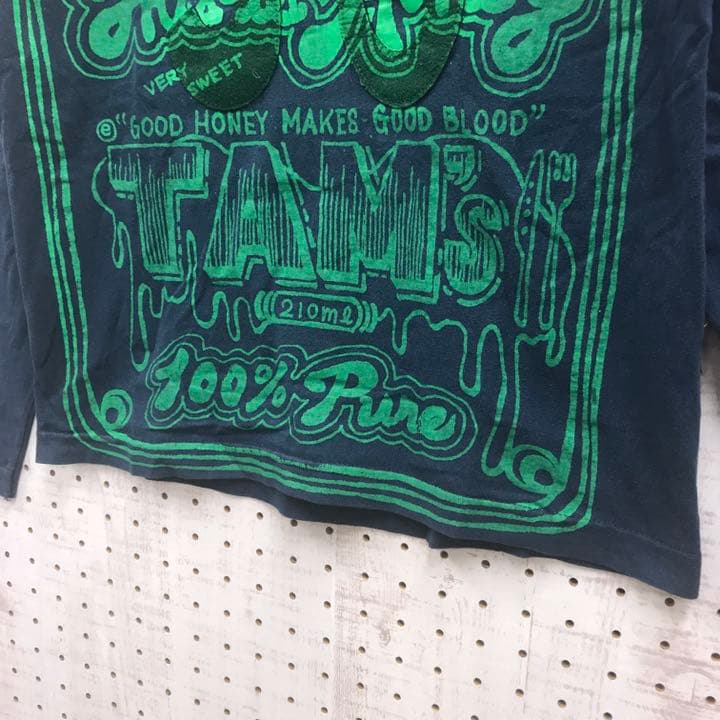 VERY
SWEET
ⓔ"GOOD HONEY MAKES GOOD BLOOD"
TAM's
210ml
100% Pure